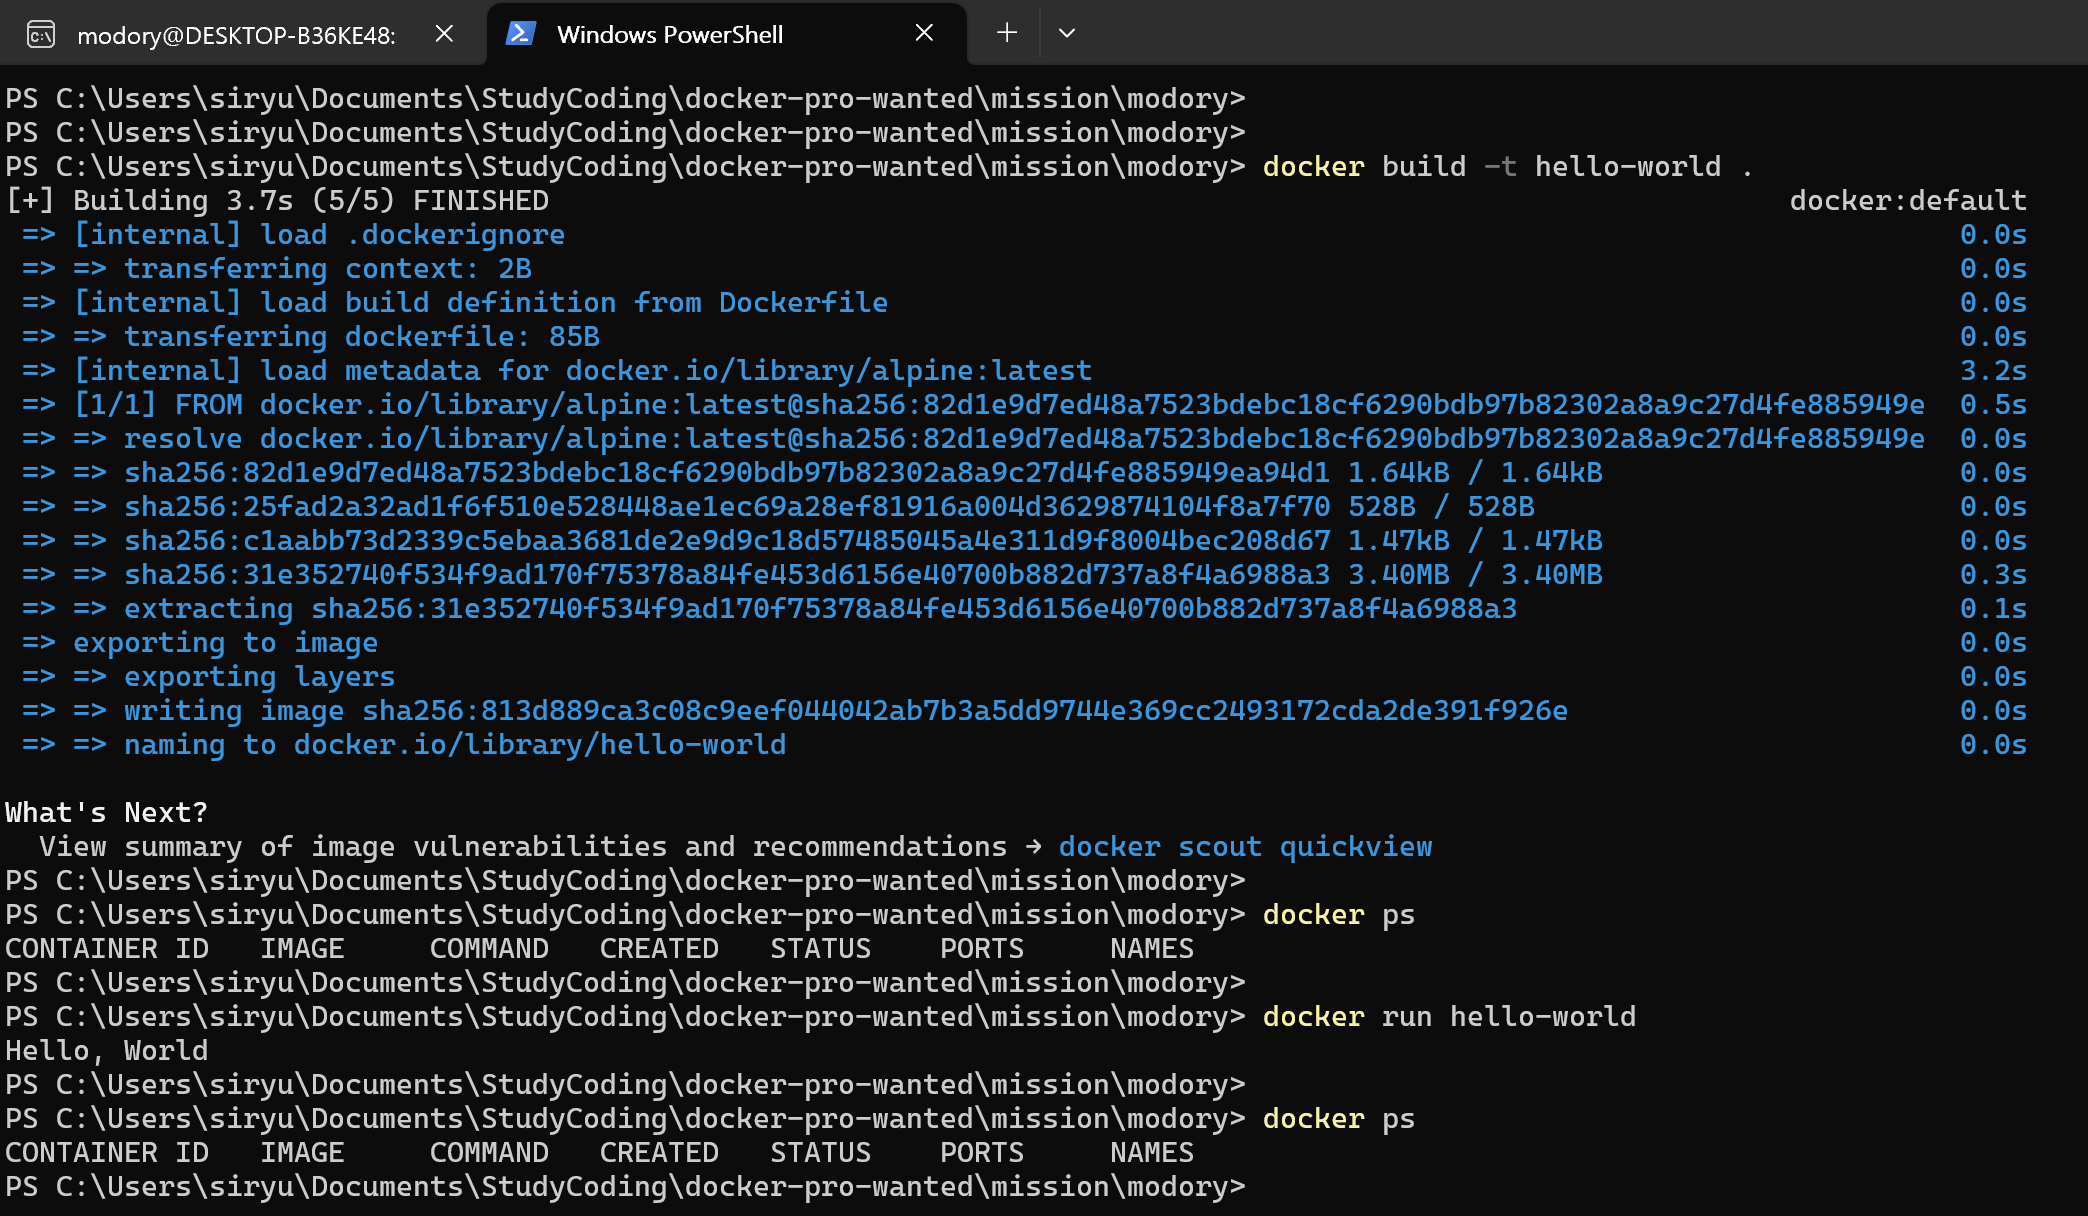 modory@DESKTOP-B36KE48:
Windows PowerShell
PS C:\Users\siryu\Documents\StudyCoding\docker-pro-wanted\mission\modory>
PS C:\Users\siryu\Documents\StudyCoding\docker-pro-wanted\mission\modory>
PS C:\Users\siryu\Documents\StudyCoding\docker-pro-wanted\mission\modory> docker build -t hello-world .
[+] Building 3.7s (5/5) FINISHED docker:default
=> [internal] load .dockerignore 0.0s
=> => transferring context: 2B 0.0s
=> [internal] load build definition from Dockerfile 0.0s
=> => transferring dockerfile: 85B 0.0s
=> [internal] load metadata for docker.io/library/alpine:latest 3.2s
=> [1/1] FROM docker.io/library/alpine:latest@sha256:82d1e9d7ed48a7523bdebc18cf6290bdb97b82302a8a9c27d4fe885949e 0.5s
=> => resolve docker.io/library/alpine:latest@sha256:82d1e9d7ed48a7523bdebc18cf6290bdb97b82302a8a9c27d4fe885949e 0.0s
=> => sha256:82d1e9d7ed48a7523bdebc18cf6290bdb97b82302a8a9c27d4fe885949ea94d1 1.64kB / 1.64kB 0.0s
=> => sha256:25fad2a32ad1f6f510e528448ae1ec69a28ef81916a004d3629874104f8a7f70 528B / 528B 0.0s
=> => sha256:c1aabb73d2339c5ebaa3681de2e9d9c18d57485045a4e311d9f8004bec208d67 1.47kB / 1.47kB 0.0s
=> => sha256:31e352740f534f9ad170f75378a84fe453d6156e40700b882d737a8f4a6988a3 3.40MB / 3.40MB 0.3s
=> => extracting sha256:31e352740f534f9ad170f75378a84fe453d6156e40700b882d737a8f4a6988a3 0.1s
=> exporting to image 0.0s
=> => exporting layers 0.0s
=> => writing image sha256:813d889ca3c08c9eef044042ab7b3a5dd9744e369cc2493172cda2de391f926e 0.0s
=> => naming to docker.io/library/hello-world 0.0s
What's Next?
View summary of image vulnerabilities and recommendations → docker scout quickview
PS C:\Users\siryu\Documents\StudyCoding\docker-pro-wanted\mission\modory>
PS C:\Users\siryu\Documents\StudyCoding\docker-pro-wanted\mission\modory> docker ps
CONTAINER ID IMAGE COMMAND CREATED STATUS PORTS NAMES
PS C:\Users\siryu\Documents\StudyCoding\docker-pro-wanted\mission\modory>
PS C:\Users\siryu\Documents\StudyCoding\docker-pro-wanted\mission\modory> docker run hello-world
Hello, World
PS C:\Users\siryu\Documents\StudyCoding\docker-pro-wanted\mission\modory>
PS C:\Users\siryu\Documents\StudyCoding\docker-pro-wanted\mission\modory> docker ps
CONTAINER ID IMAGE COMMAND CREATED STATUS PORTS NAMES
PS C:\Users\siryu\Documents\StudyCoding\docker-pro-wanted\mission\modory>